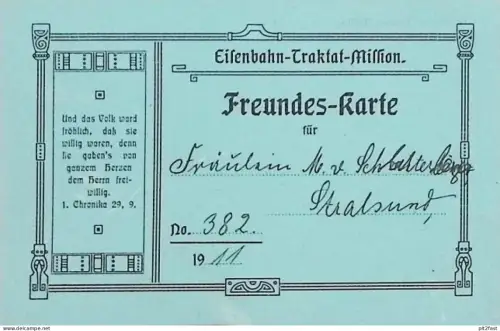 Eisenbahn-Traktat-Mission.
Freundes-Karte
für
Fräulein M. v.
Stralsund,
No. 382.
1911
Und das Volk ward
fröhlich, daß sie
willig waren, denn
sie gaben's von
ganzem Herzen
dem Herrn frei-
willig.
1. Chronika 29, 9.